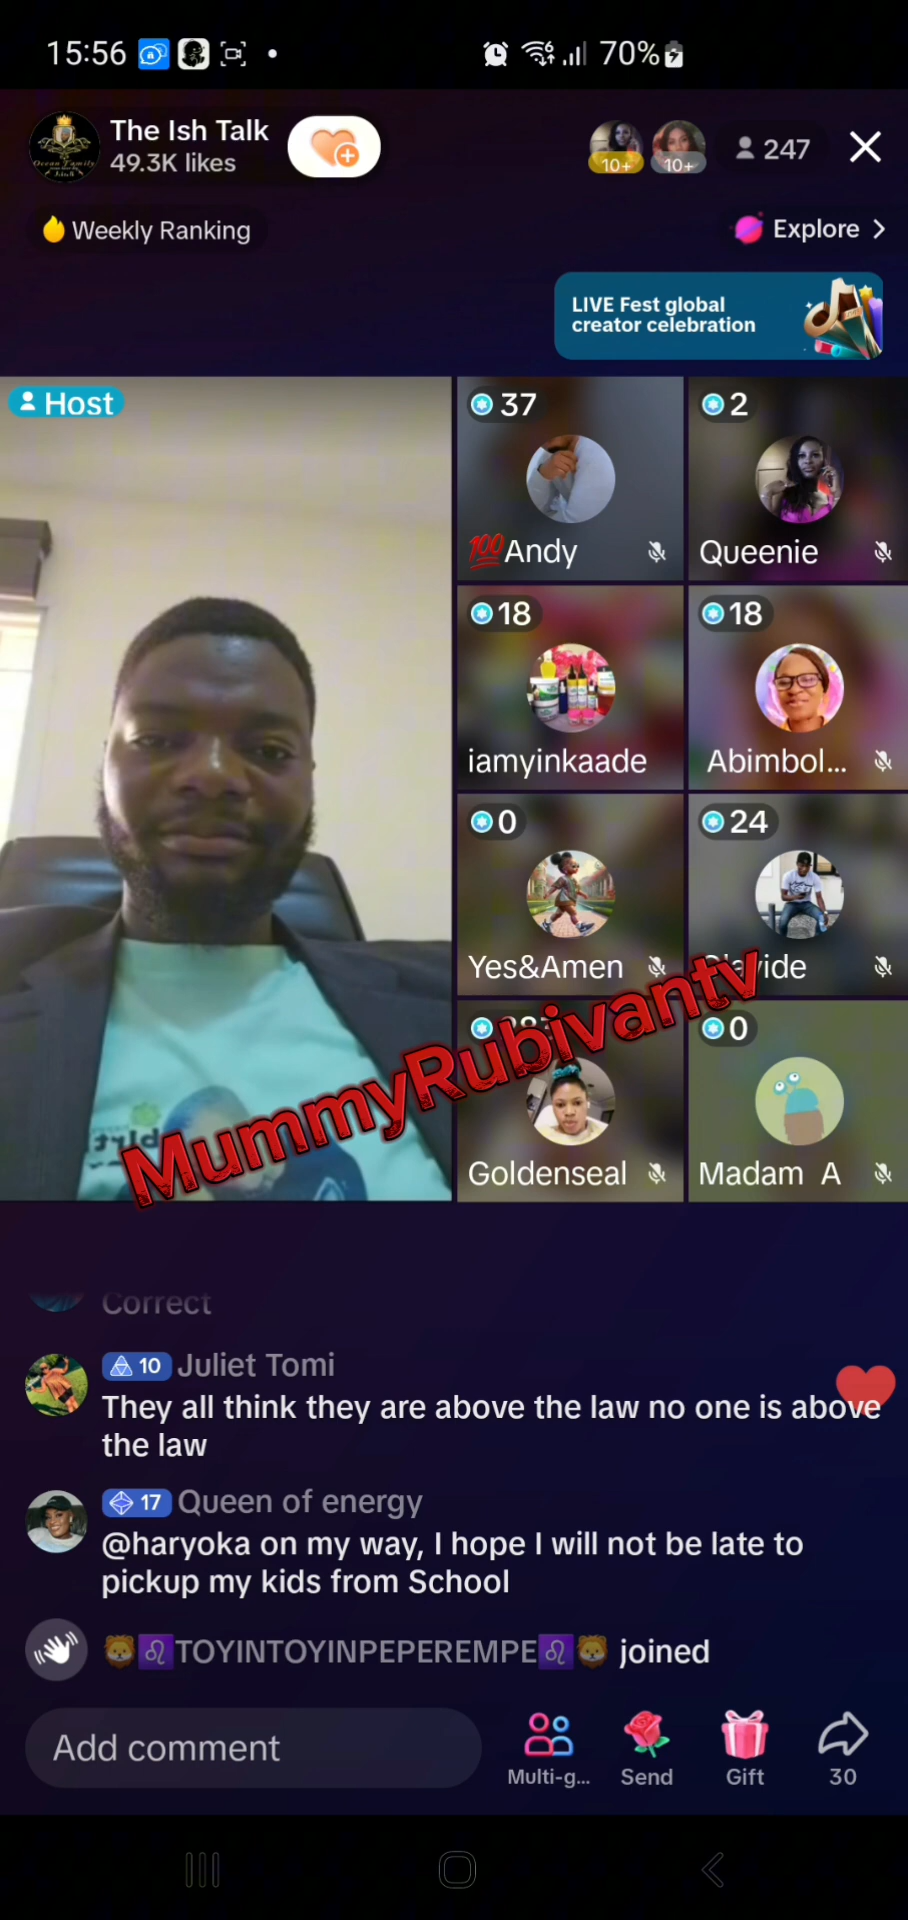 15:56
70%
The Ish Talk
49.3K likes
10+
10+
247
Weekly Ranking
Explore
LIVE Fest global
creator celebration
Host
37
2
💯Andy
Queenie
18
18
iamyinkaade
Abimbol...
0
24
Yes&Amen
MummyRubivantv
0
Goldenseal
Madam A
Correct
10 Juliet Tomi
They all think they are above the law no one is above
the law
17 Queen of energy
@haryoka on my way, I hope I will not be late to
pickup my kids from School
🦁♌TOYINTOYINPEPEREMPE♌🦁 joined
Add comment
Multi-g...
Send
Gift
30